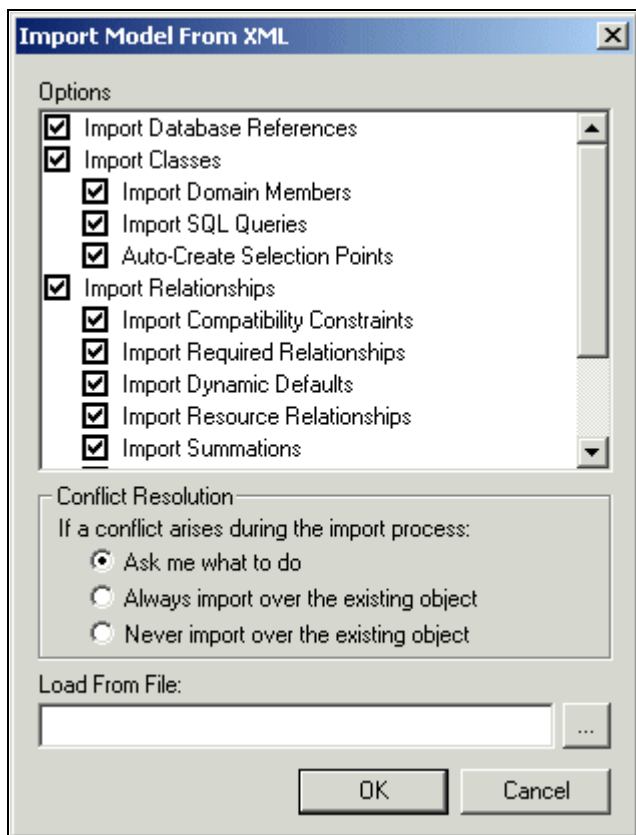 Import Model From XML
Options
Import Database References
Import Classes
Import Domain Members
Import SQL Queries
Auto-Create Selection Points
Import Relationships
Import Compatibility Constraints
Import Required Relationships
Import Dynamic Defaults
Import Resource Relationships
Import Summations
Conflict Resolution
If a conflict arises during the import process:
Ask me what to do
Always import over the existing object
Never import over the existing object
Load From File:
...
OK Cancel